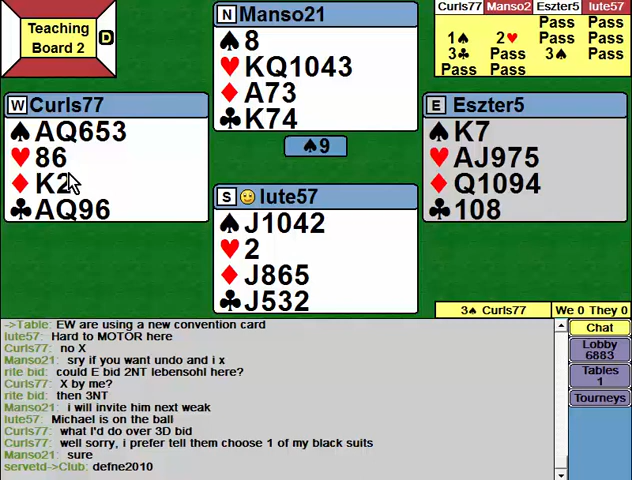 Teaching
Board 2
D
N Manso21
♠8
♥KQ1043
♦A73
♣K74
Curls77 Manso2 Eszter5 lute57
Pass Pass
1♠ 2♥ Pass Pass
3♣ Pass 3♠ Pass
Pass Pass
W Curls77
♠AQ653
♥86
♦K2
♣AQ96
♠9
E Eszter5
♠K7
♥AJ975
♦Q1094
♣108
S lute57
♠J1042
♥2
♦J865
♣J532
3♠ Curls77 We 0 They 0
->Table: EW are using a new convention card
lute57: Hard to MOTOR here
Curls77: no X
Manso21: sry if you want undo and i x
rite bid: could E bid 2NT lebensohl here?
Curls77: X by me?
rite bid: then 3NT
Manso21: i will invite him next weak
lute57: Michael is on the ball
Curls77: what I'd do over 3D bid
Curls77: well sorry, i prefer tell them choose 1 of my black suits
Manso21: sure
servetd->Club: defne2010
Chat
Lobby
6883
Tables
1
Tourneys